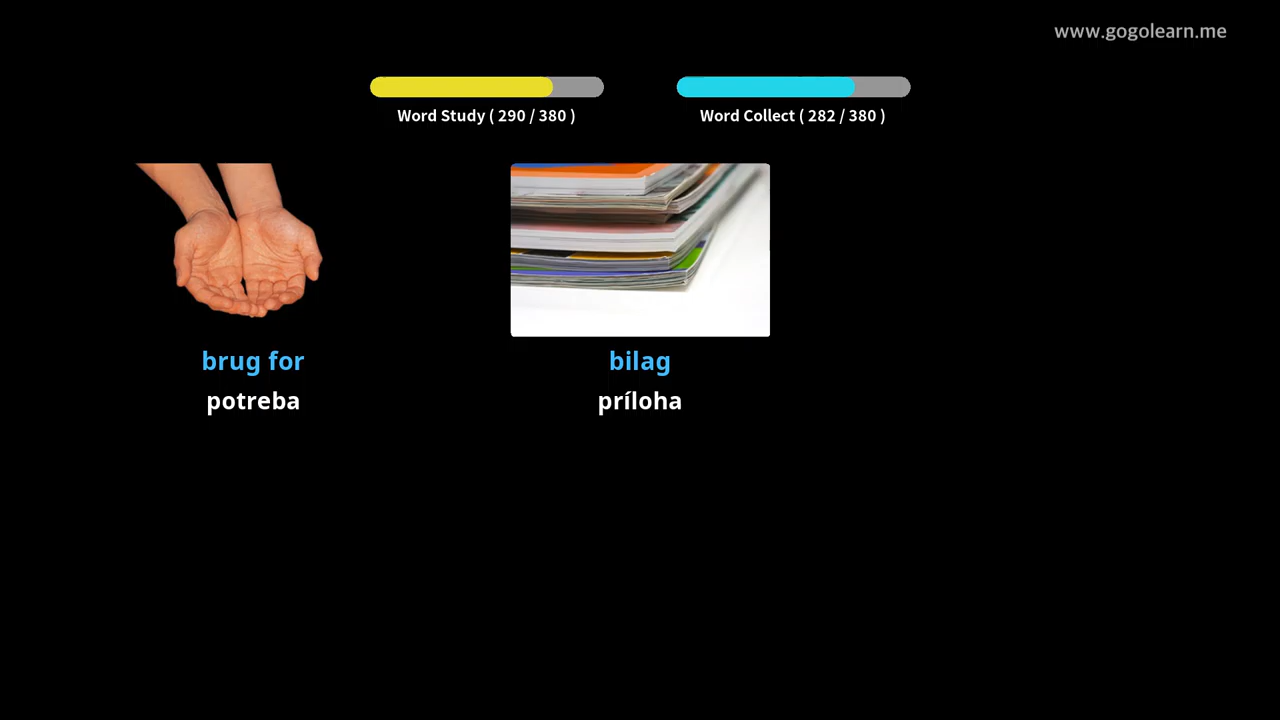 www.gogolearn.me
Word Study ( 290 / 380 )
Word Collect ( 282 / 380 )
brug for
potreba
bilag
príloha